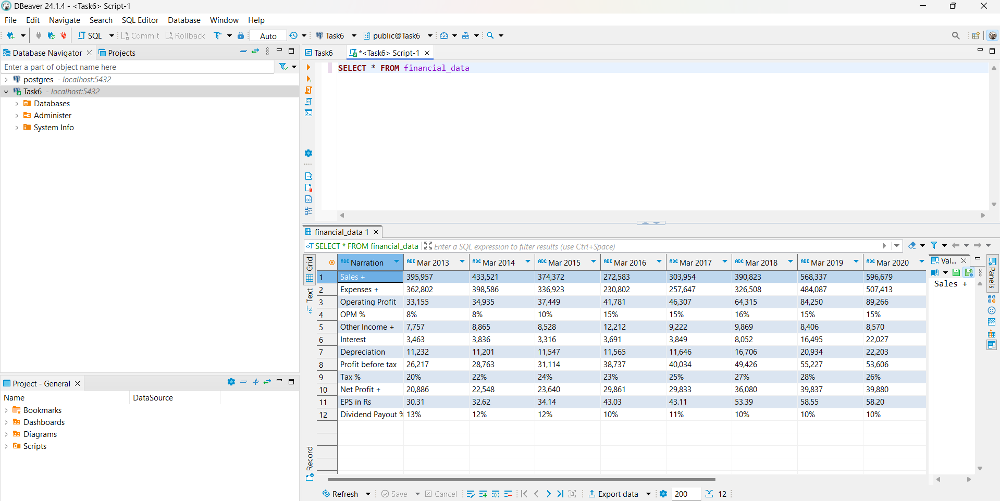 DBeaver 24.1.4 - <Task6> Script-1
File Edit Navigate Search SQL Editor Database Window Help
SQL Commit Rollback Auto Task6 public@Task6
Database Navigator Projects
Enter a part of object name here
postgres - localhost:5432
Task6 - localhost:5432
Databases
Administer
System Info
Project - General
Name DataSource
Bookmarks
Dashboards
Diagrams
Scripts
Task6 *<Task6> Script-1
SELECT * FROM financial_data
financial_data 1
SELECT * FROM financial_data Enter a SQL expression to filter results (use Ctrl+Space)
Grid
Text
Record
ABC Narration ABC Mar 2013 ABC Mar 2014 ABC Mar 2015 ABC Mar 2016 ABC Mar 2017 ABC Mar 2018 ABC Mar 2019 ABC Mar 2020
1 Sales + 395,957 433,521 374,372 272,583 303,954 390,823 568,337 596,679
2 Expenses + 362,802 398,586 336,923 230,802 257,647 326,508 484,087 507,413
3 Operating Profit 33,155 34,935 37,449 41,781 46,307 64,315 84,250 89,266
4 OPM % 8% 8% 10% 15% 15% 16% 15% 15%
5 Other Income + 7,757 8,865 8,528 12,212 9,222 9,869 8,406 8,570
6 Interest 3,463 3,836 3,316 3,691 3,849 8,052 16,495 22,027
7 Depreciation 11,232 11,201 11,547 11,565 11,646 16,706 20,934 22,203
8 Profit before tax 26,217 28,763 31,114 38,737 40,034 49,426 55,227 53,606
9 Tax % 20% 22% 24% 23% 25% 27% 28% 26%
10 Net Profit + 20,886 22,548 23,640 29,861 29,833 36,080 39,837 39,880
11 EPS in Rs 30.31 32.62 34.14 43.03 43.11 53.39 58.55 58.20
12 Dividend Payout % 13% 12% 12% 10% 11% 10% 10% 10%
Val...
Sales +
Panels
Refresh Save Cancel Export data 200 12